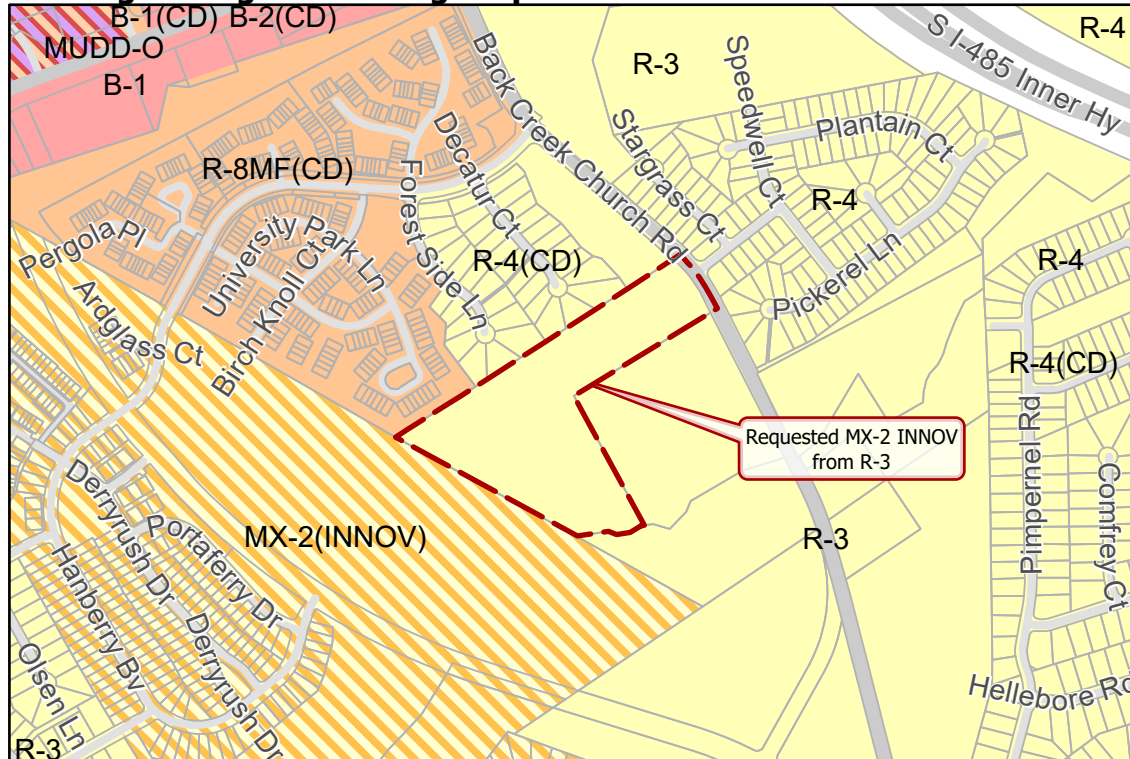 B-1(CD) B-2(CD)
MUDD-O
B-1
R-3
R-4
S I-485 Inner Hy
Back Creek Church Rd
Speedwell Ct
Stargrass Ct
Plantain Ct
R-4
Pickerel Ln
R-8MF(CD)
Decatur Ct
Forest Side Ln
R-4(CD)
Pergola Pl
University Park Ln
Birch Knoll Ct
Ardglass Ct
R-4
R-4(CD)
Requested MX-2 INNOV
from R-3
MX-2(INNOV)
R-3
Pimpernel Rd
Comfrey Ct
Derryrush Dr
Portaferry Dr
Hanberry Bv
Derryrush Dr
Olsen Ln
Hellebore Rd
R-3